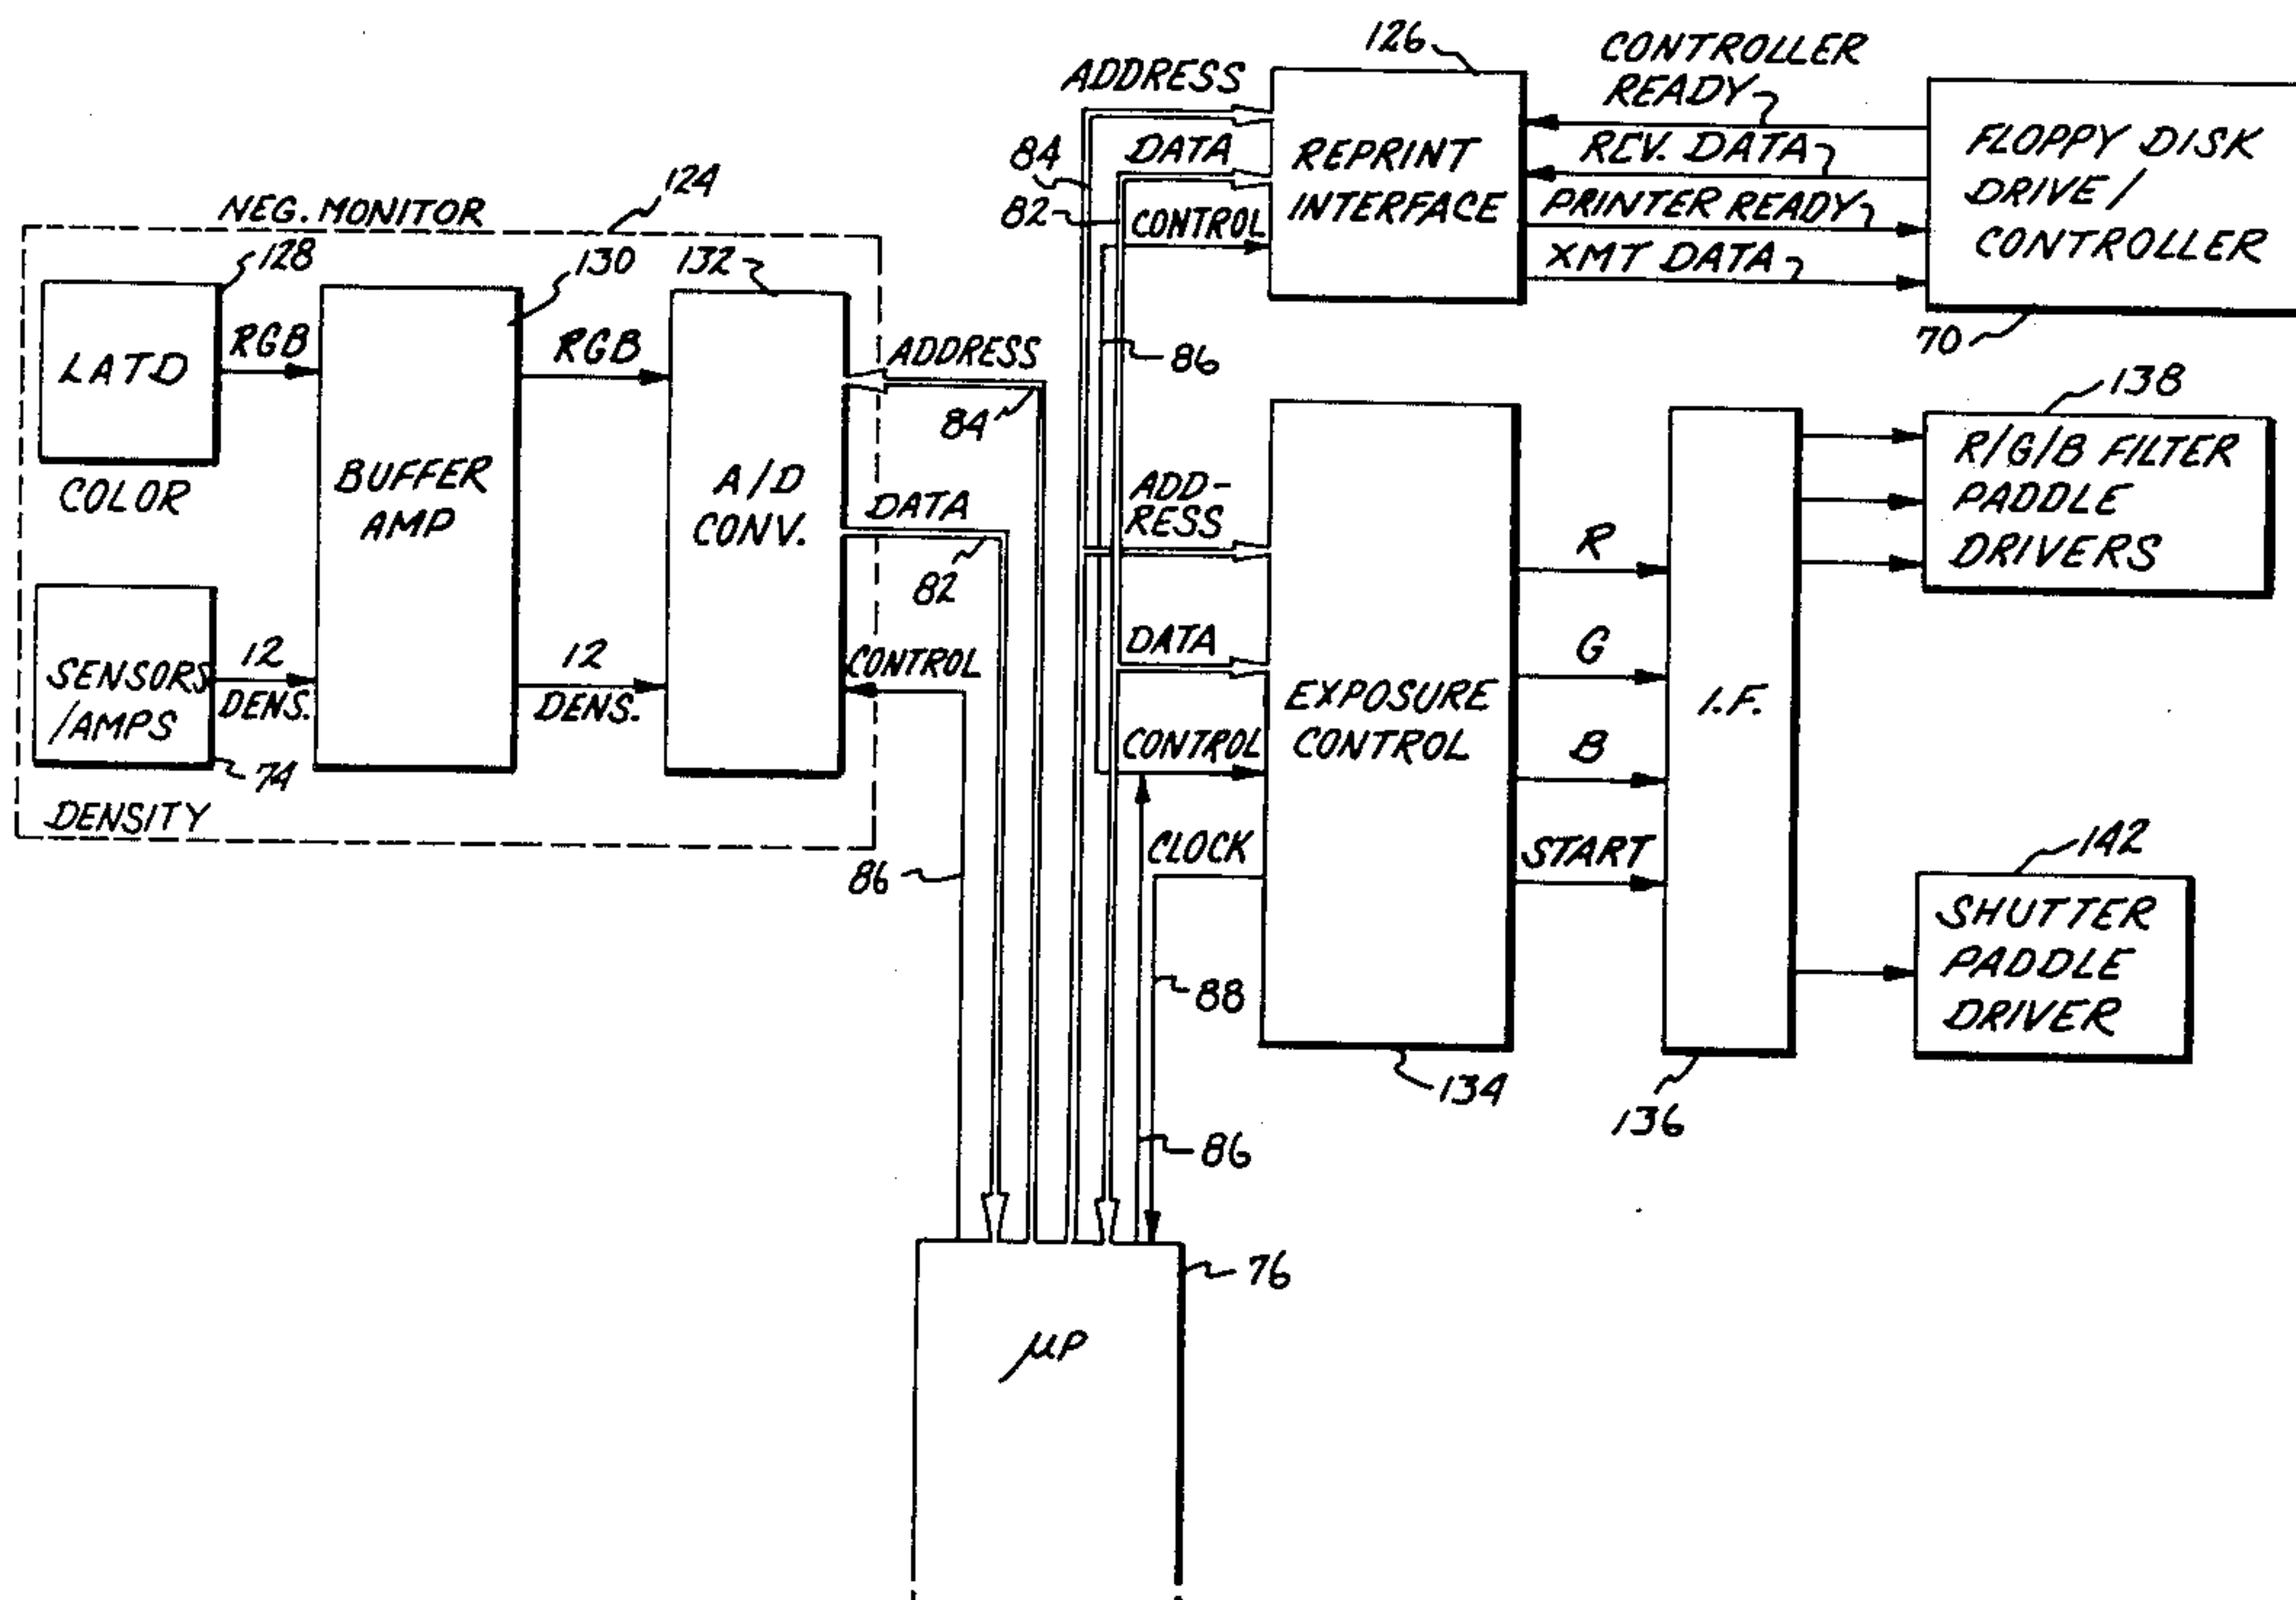 126
CONTROLLER
READY
ADDRESS
84
DATA
82
CONTROL
86
REPRINT
INTERFACE
REV. DATA
PRINTER READY
XMT DATA
FLOPPY DISK
DRIVE/
CONTROLLER
70
NEG. MONITOR
124
128
130
132
LATD
COLOR
RGB
BUFFER
AMP
RGB
A/D
CONV.
ADDRESS
84
DATA
82
CONTROL
86
SENSORS
/AMPS
74
12
DENS.
12
DENS.
DENSITY
ADD-
RESS
DATA
CONTROL
CLOCK
88
86
EXPOSURE
CONTROL
134
R
G
B
START
I.F.
136
138
R/G/B FILTER
PADDLE
DRIVERS
142
SHUTTER
PADDLE
DRIVER
76
μP